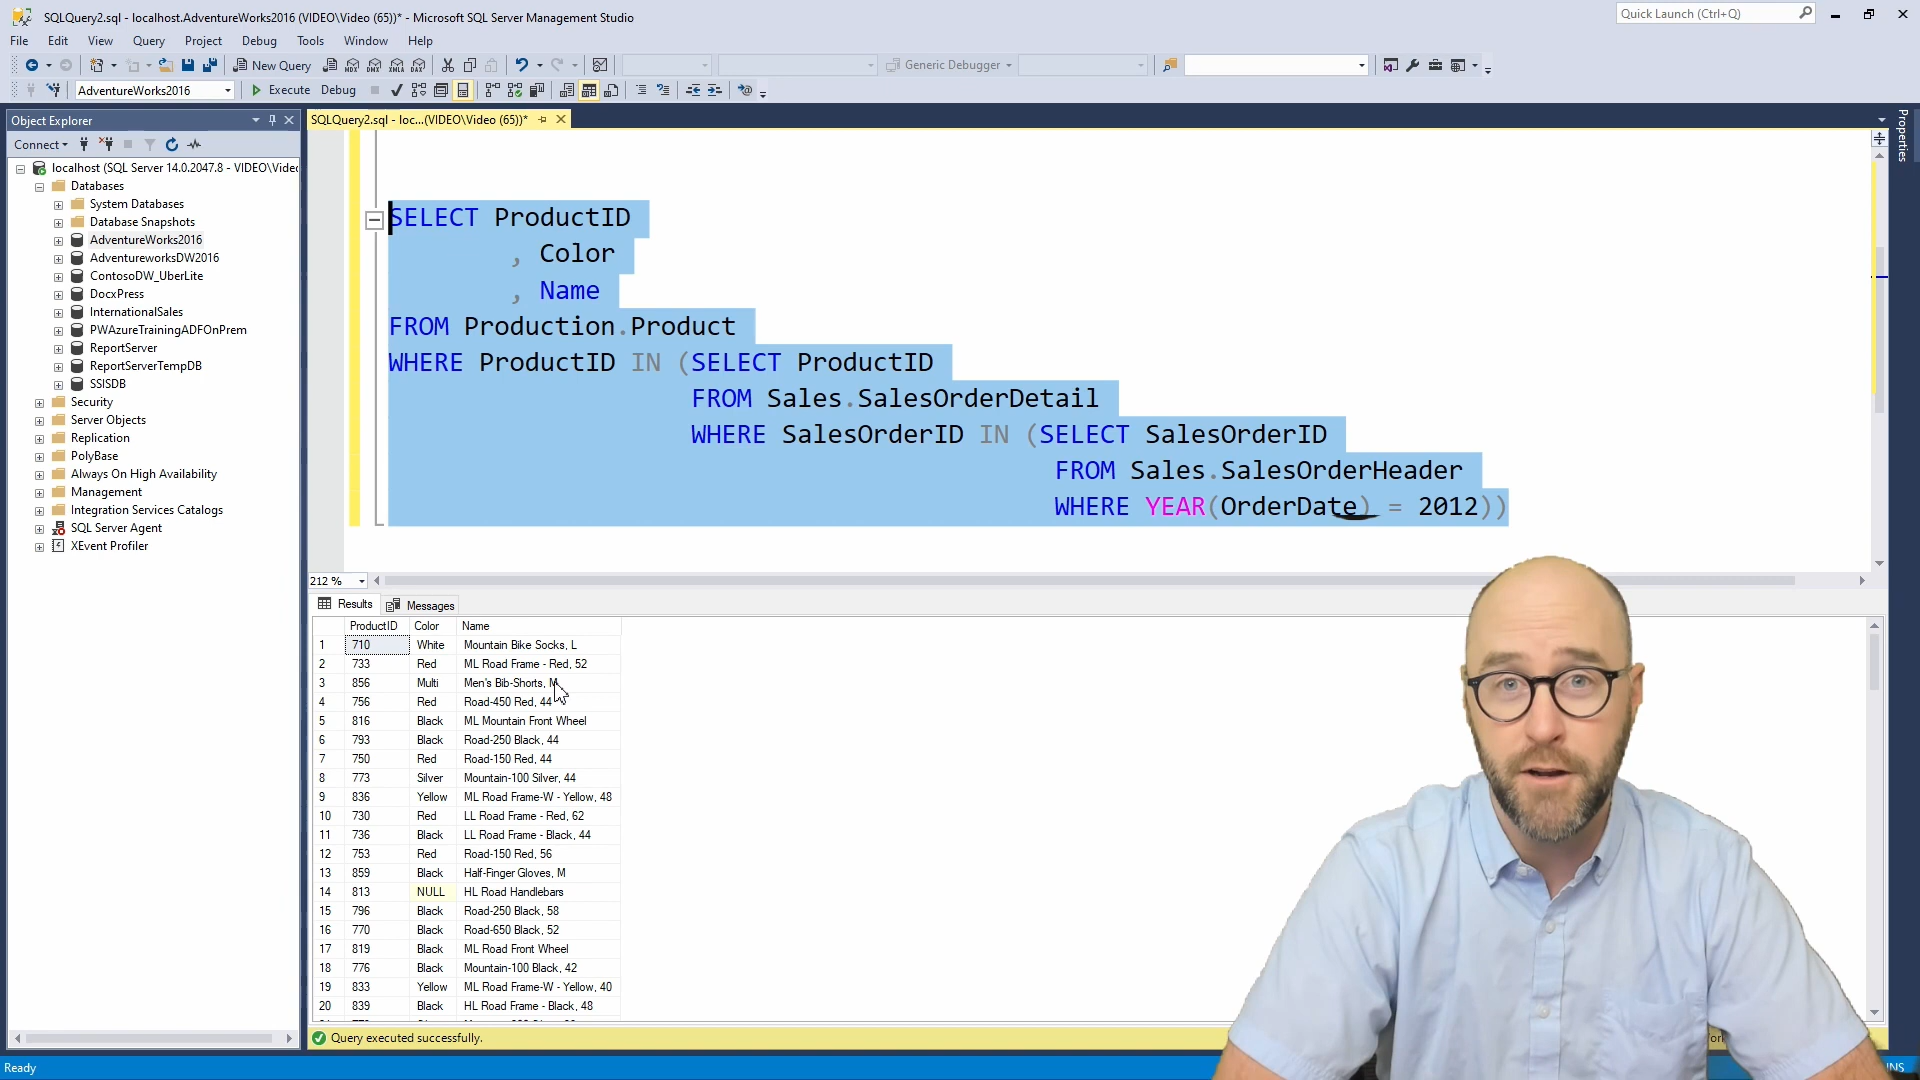 SQLQuery2.sql - localhost.AdventureWorks2016 (VIDEO\Video (65))* - Microsoft SQL Server Management Studio
Quick Launch (Ctrl+Q)
File Edit View Query Project Debug Tools Window Help
New Query
MDX DMX XMLA DAX
Generic Debugger
AdventureWorks2016
Execute Debug
Object Explorer
Connect
localhost (SQL Server 14.0.2047.8 - VIDEO\Video
Databases
System Databases
Database Snapshots
AdventureWorks2016
AdventureworksDW2016
ContosoDW_UberLite
DocxPress
InternationalSales
PWAzureTrainingADFOnPrem
ReportServer
ReportServerTempDB
SSISDB
Security
Server Objects
Replication
PolyBase
Always On High Availability
Management
Integration Services Catalogs
SQL Server Agent
XEvent Profiler
SQLQuery2.sql - loc...(VIDEO\Video (65))*
Properties
SELECT ProductID
, Color
, Name
FROM Production.Product
WHERE ProductID IN (SELECT ProductID
FROM Sales.SalesOrderDetail
WHERE SalesOrderID IN (SELECT SalesOrderID
FROM Sales.SalesOrderHeader
WHERE YEAR(OrderDate) = 2012))
212 %
Results Messages
ProductID Color Name
1 710 White Mountain Bike Socks, L
2 733 Red ML Road Frame - Red, 52
3 856 Multi Men's Bib-Shorts, M
4 756 Red Road-450 Red, 44
5 816 Black ML Mountain Front Wheel
6 793 Black Road-250 Black, 44
7 750 Red Road-150 Red, 44
8 773 Silver Mountain-100 Silver, 44
9 836 Yellow ML Road Frame-W - Yellow, 48
10 730 Red LL Road Frame - Red, 62
11 736 Black LL Road Frame - Black, 44
12 753 Red Road-150 Red, 56
13 859 Black Half-Finger Gloves, M
14 813 NULL HL Road Handlebars
15 796 Black Road-250 Black, 58
16 770 Black Road-650 Black, 52
17 819 Black ML Road Front Wheel
18 776 Black Mountain-100 Black, 42
19 833 Yellow ML Road Frame-W - Yellow, 40
20 839 Black HL Road Frame - Black, 48
Query executed successfully.
Ready